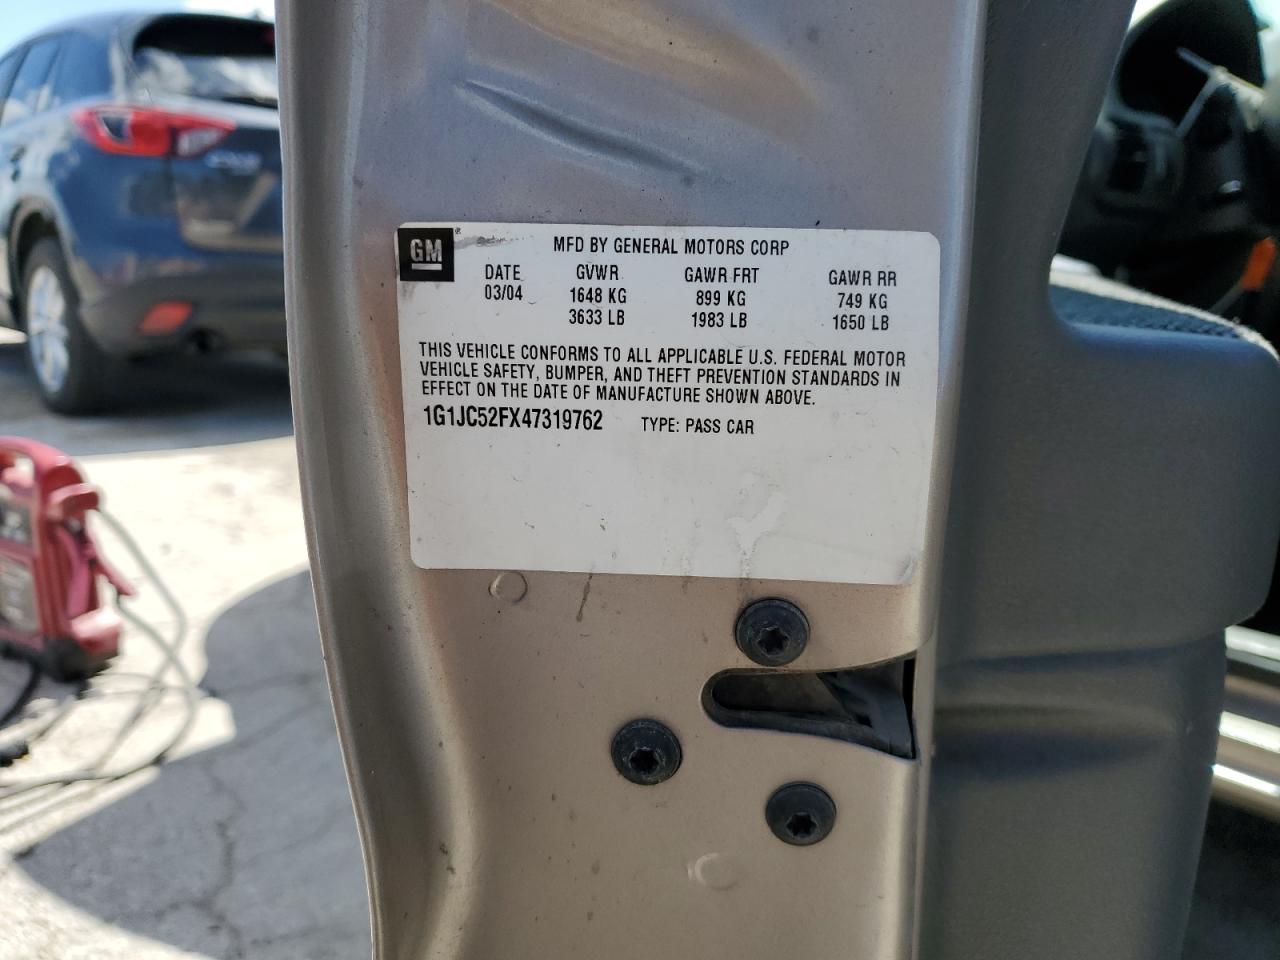 GM
®
MFD BY GENERAL MOTORS CORP
DATE GVWR GAWR FRT GAWR RR
03/04 1648 KG 899 KG 749 KG
3633 LB 1983 LB 1650 LB
THIS VEHICLE CONFORMS TO ALL APPLICABLE U.S. FEDERAL MOTOR
VEHICLE SAFETY, BUMPER, AND THEFT PREVENTION STANDARDS IN
EFFECT ON THE DATE OF MANUFACTURE SHOWN ABOVE.
1G1JC52FX47319762 TYPE: PASS CAR